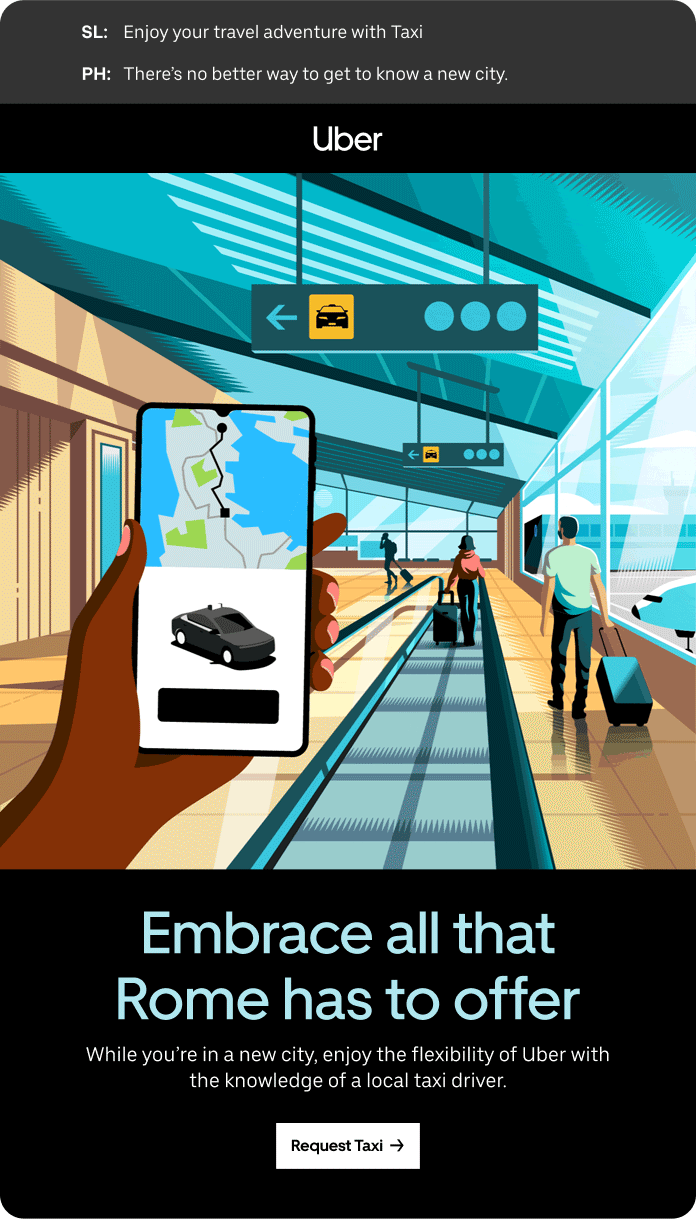 SL: Enjoy your travel adventure with Taxi
PH: There’s no better way to get to know a new city.
Uber
Embrace all that
Rome has to offer
While you’re in a new city, enjoy the flexibility of Uber with
the knowledge of a local taxi driver.
Request Taxi →